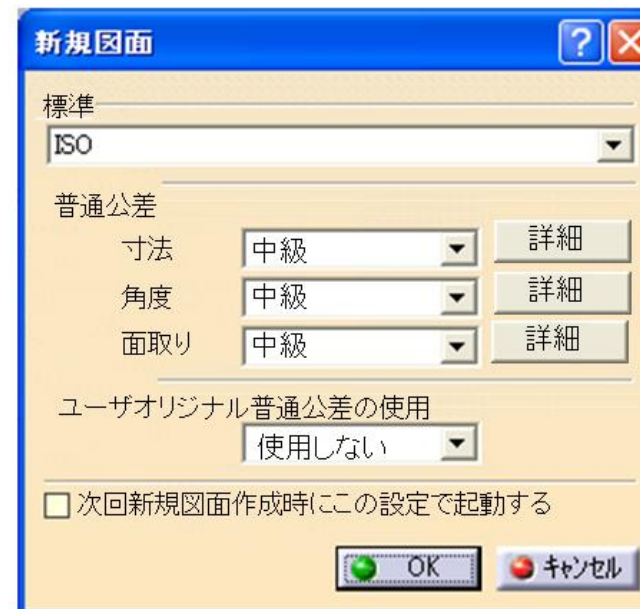 新規図面
標準
ISO
普通公差
寸法 中級 詳細
角度 中級 詳細
面取り 中級 詳細
ユーザオリジナル普通公差の使用
使用しない
次回新規図面作成時にこの設定で起動する
OK キャンセル